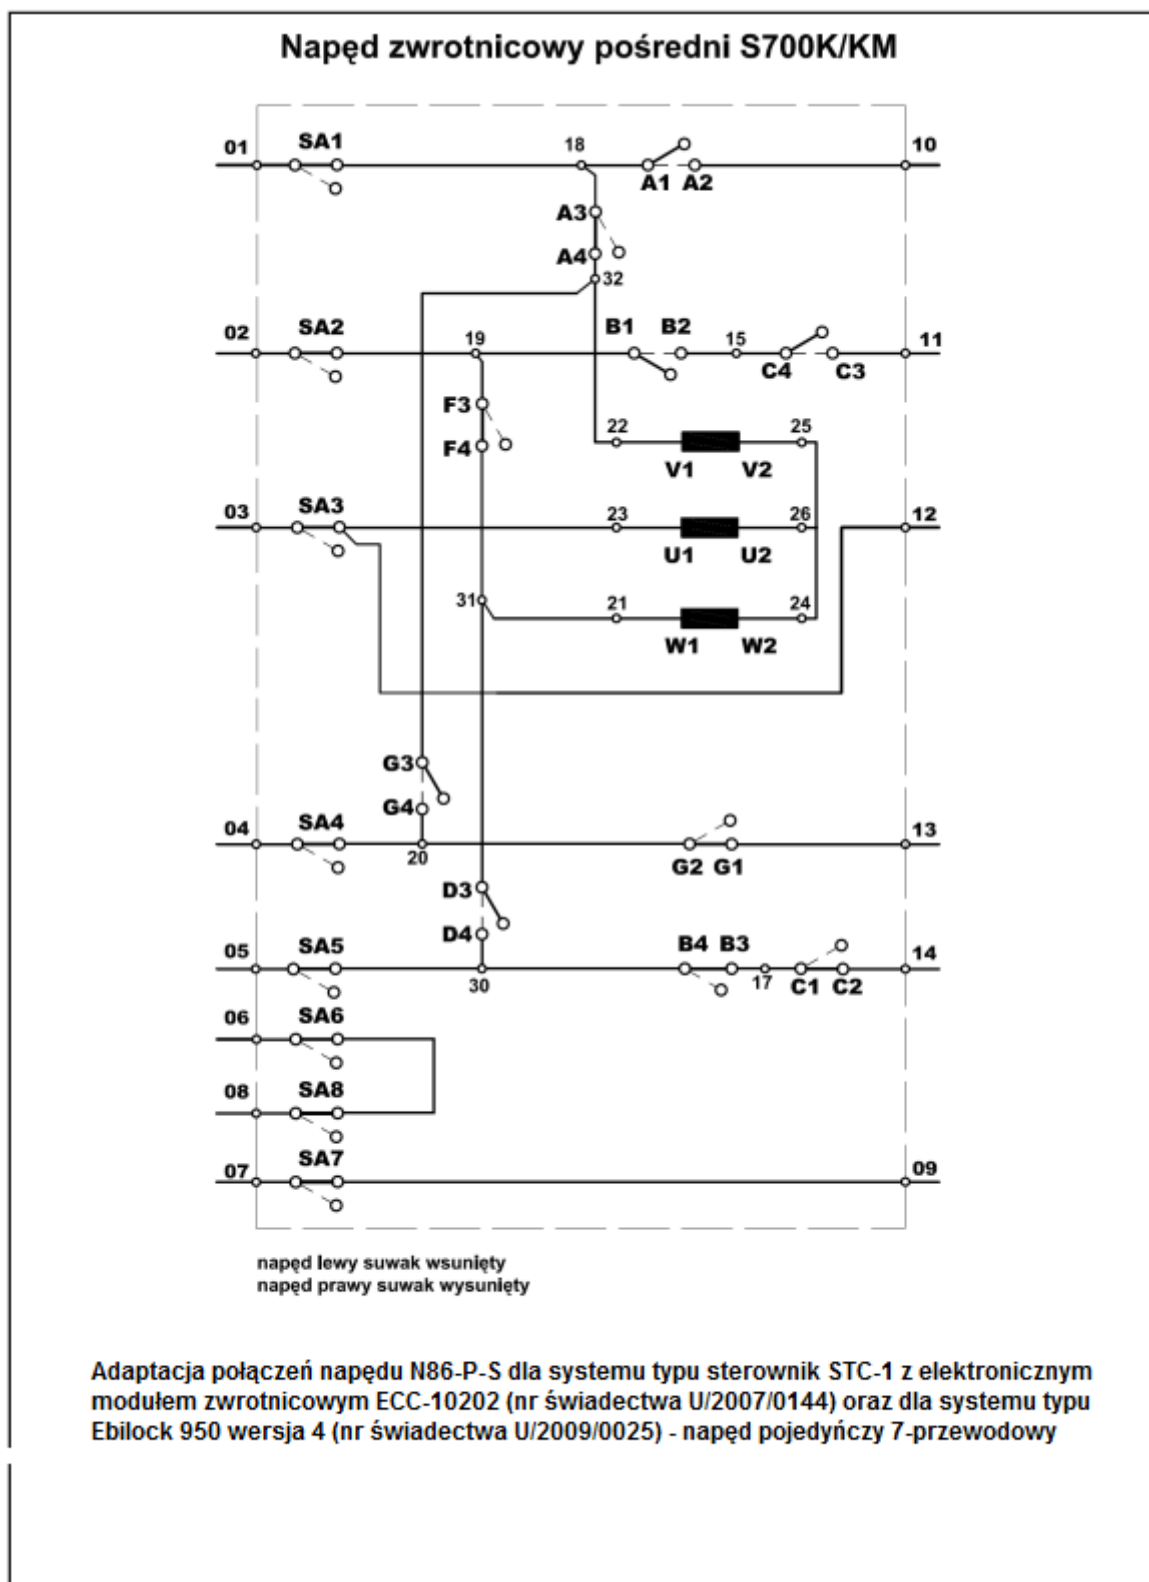 Napęd zwrotnicowy pośredni S700K/KM
01 SA1 18 A1 A2 10
A3
A4
32
02 SA2 19 B1 B2 15 C4 C3 11
F3
F4
22 25
V1 V2
03 SA3 23 26 12
U1 U2
31 21 24
W1 W2
G3
G4
04 SA4 20 G2 G1 13
D3
D4
05 SA5 30 B4 B3 17 C1 C2 14
06 SA6
08 SA8
07 SA7 09
napęd lewy suwak wsunięty
napęd prawy suwak wysunięty
Adaptacja połączeń napędu N86-P-S dla systemu typu sterownik STC-1 z elektronicznym
modułem zwrotnicowym ECC-10202 (nr świadectwa U/2007/0144) oraz dla systemu typu
Ebilock 950 wersja 4 (nr świadectwa U/2009/0025) - napęd pojedyńczy 7-przewodowy